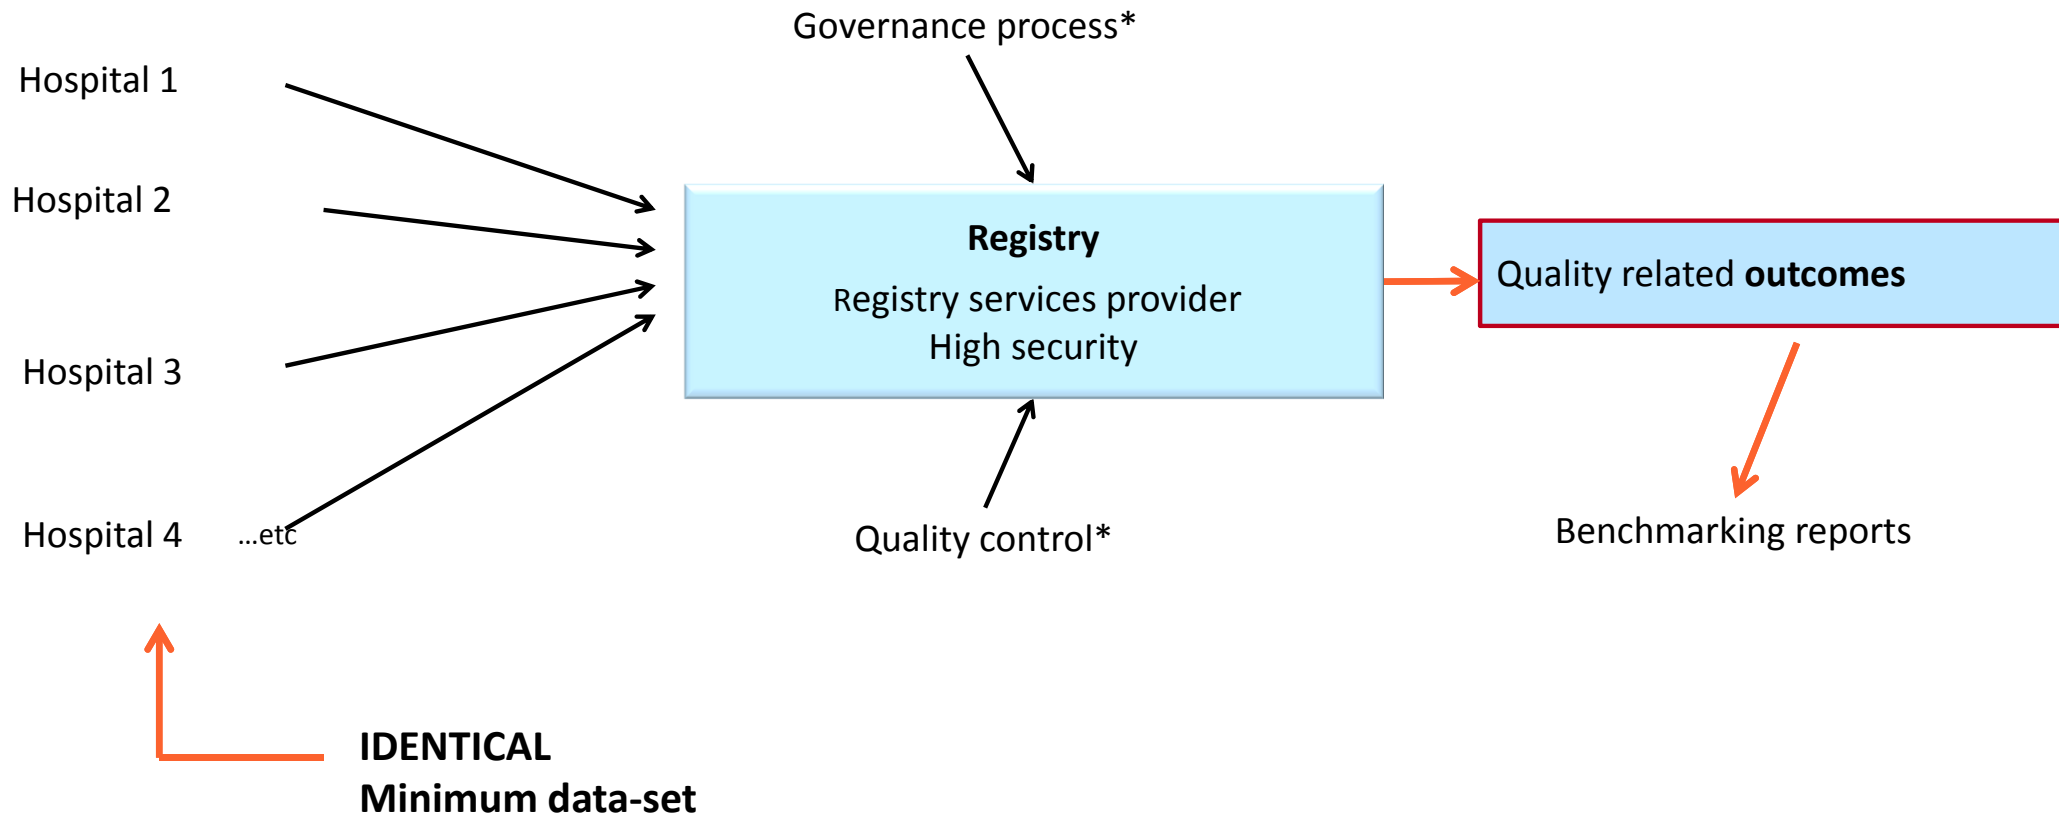 Governance process*
Hospital 1
Hospital 2
Hospital 3
Hospital 4 ...etc
Registry
Registry services provider
High security
Quality control*
Quality related outcomes
Benchmarking reports
IDENTICAL
Minimum data-set